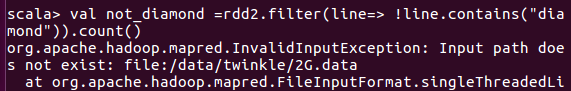 scala> val not_diamond =rdd2.filter(line=> !line.contains("dia
mond")).count()
org.apache.hadoop.mapred.InvalidInputException: Input path doe
s not exist: file:/data/twinkle/2G.data
  at org.apache.hadoop.mapred.FileInputFormat.singleThreadedLi